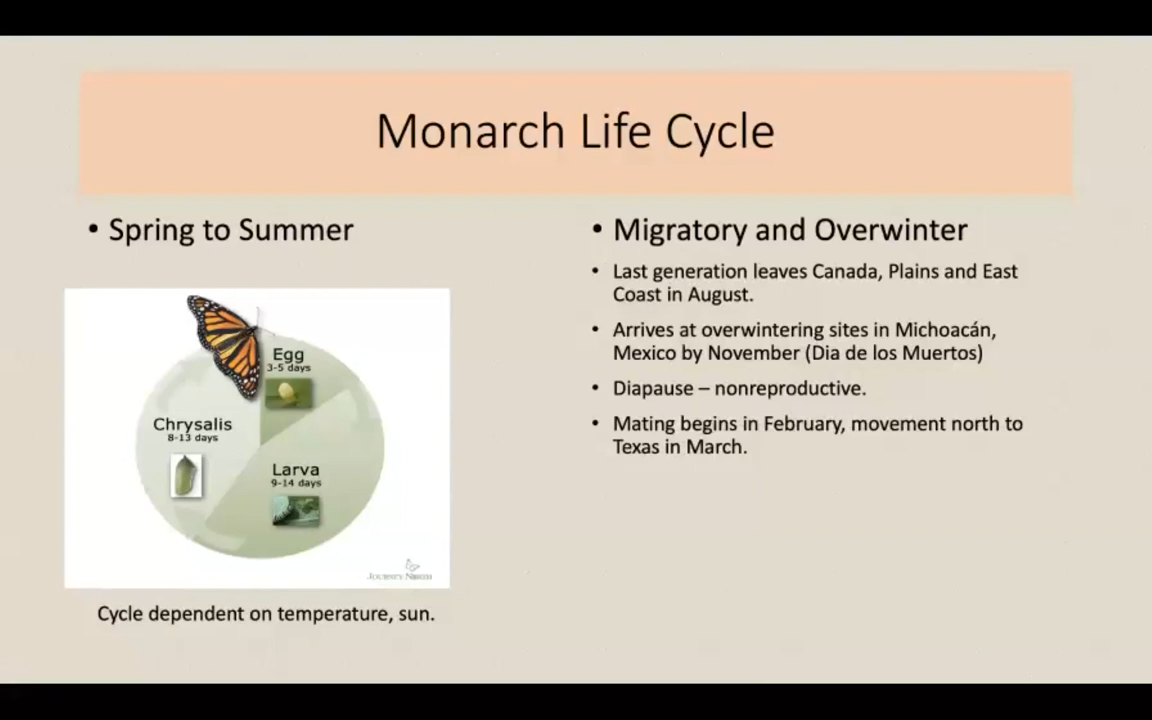 Monarch Life Cycle
• Spring to Summer
Egg
3-5 days
Chrysalis
8-13 days
Larva
9-14 days
Journey North
Cycle dependent on temperature, sun.
• Migratory and Overwinter
• Last generation leaves Canada, Plains and East
Coast in August.
• Arrives at overwintering sites in Michoacán,
Mexico by November (Dia de los Muertos)
• Diapause – nonreproductive.
• Mating begins in February, movement north to
Texas in March.